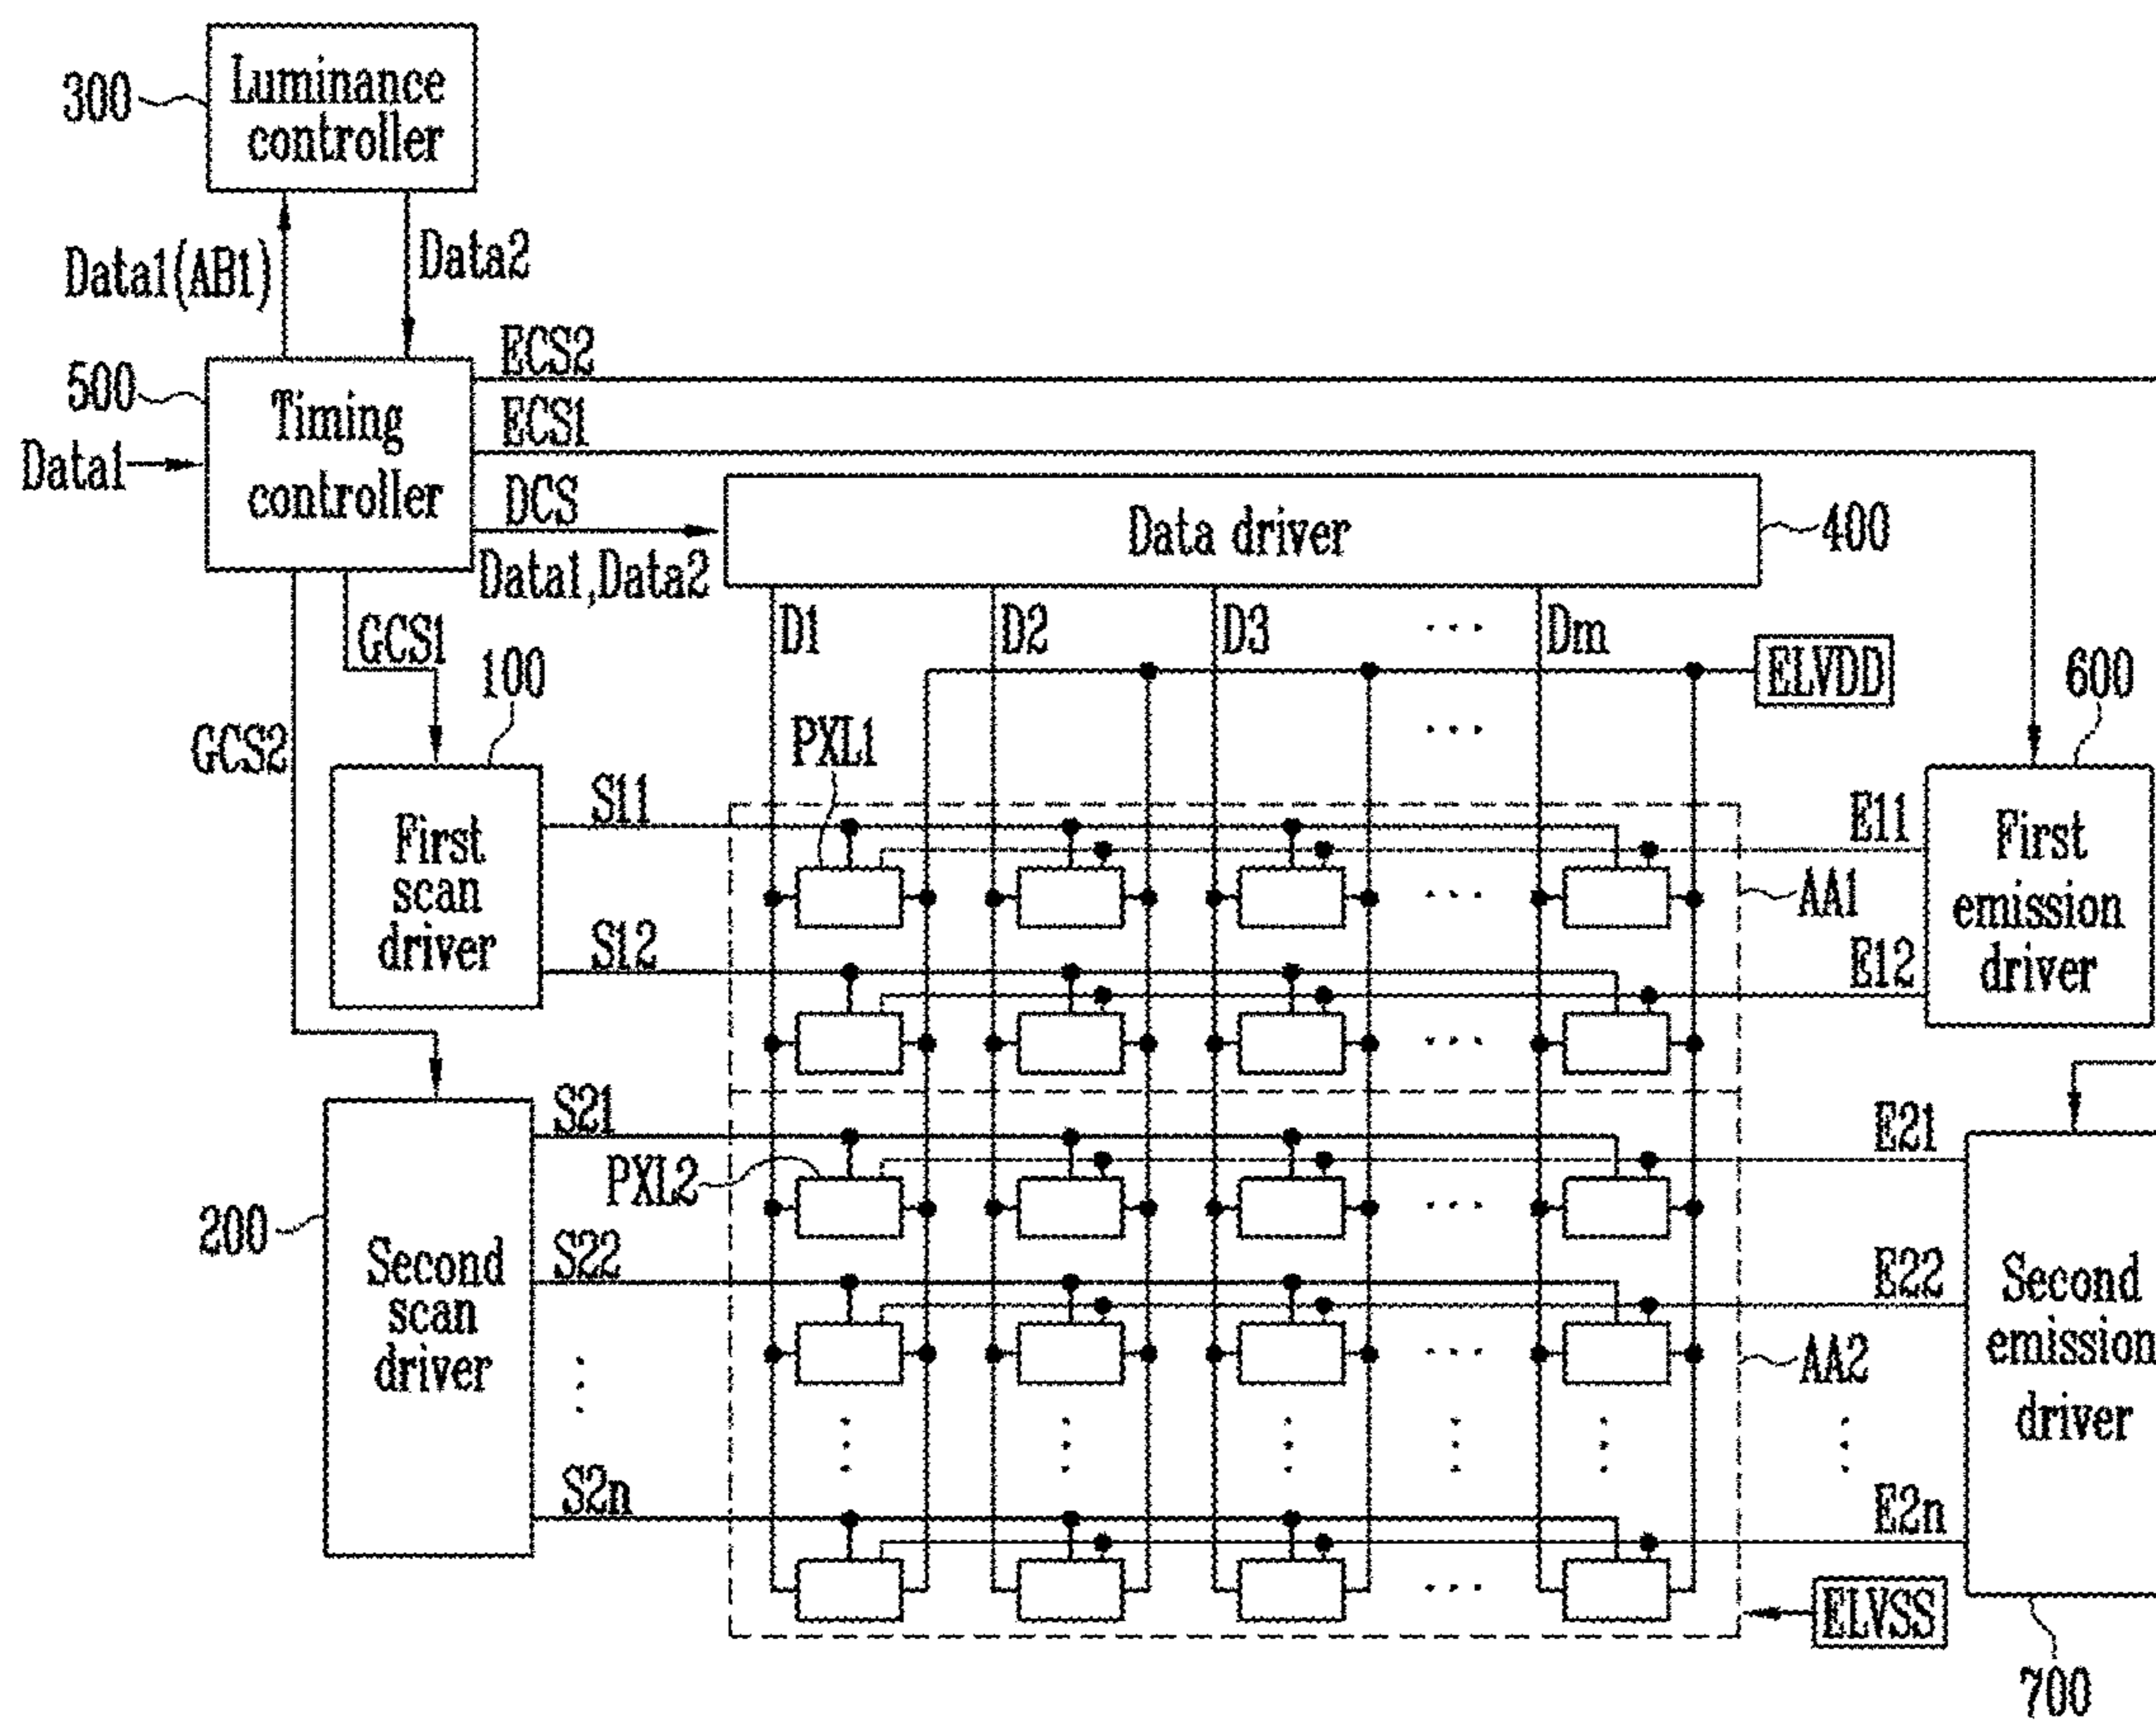 Luminance
controller
300
Data1(AB1)
Data2
500
Timing
controller
Data1
ECS2
ECS1
DCS
Data1,Data2
Data driver
400
GCS1
GCS2
D1
D2
D3
...
Dm
ELVDD
...
100
First
scan
driver
PXL1
600
First
emission
driver
S11
E11
...
AA1
S12
E12
...
200
Second
scan
driver
S21
PXL2
E21
...
S22
E22
...
AA2
Second
emission
driver
S2n
E2n
...
ELVSS
700